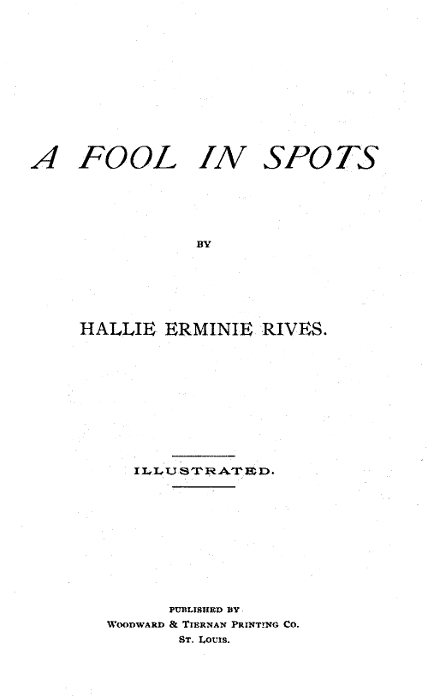 A FOOL IN SPOTS
BY
HALLIE ERMINIE RIVES.
ILLUSTRATED.
PUBLISHED BY
WOODWARD & TIERNAN PRINTING CO.
ST. LOUIS.